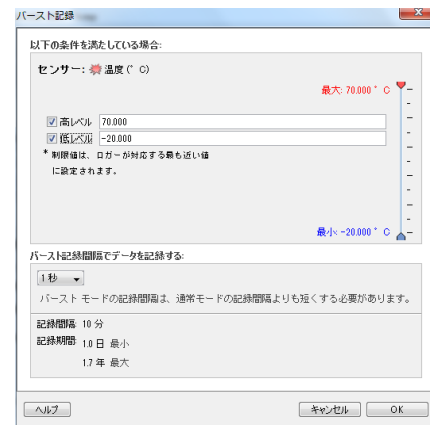 バースト記録
以下の条件を満たしている場合:
センサー: 温度(°C)
最大: 70.000°C
高レベル 70.000
低レベル -20.000
* 制限値は、ロガーが対応する最も近い値
に設定されます。
最小: -20.000°C
バースト記録間隔でデータを記録する:
1秒
バースト モードの記録間隔は、通常モードの記録間隔よりも短くする必要があります。
記録間隔: 10 分
記録期間: 1.0 日 最小
1.7 年 最大
ヘルプ キャンセル OK